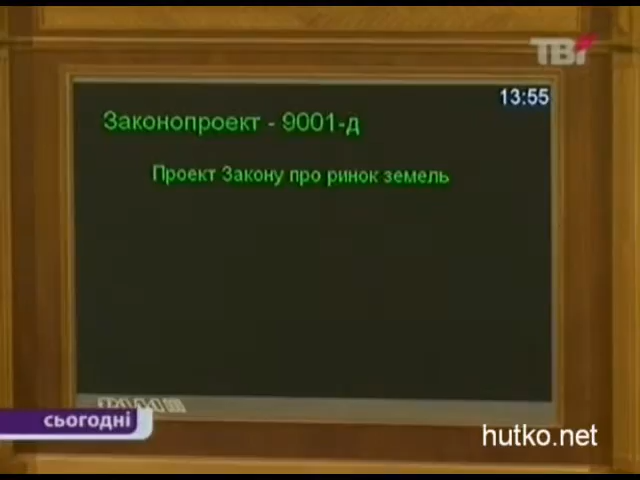 ТВі
13:55
Законопроект - 9001-д
Проект Закону про ринок земель
сьогодні
hutko.net